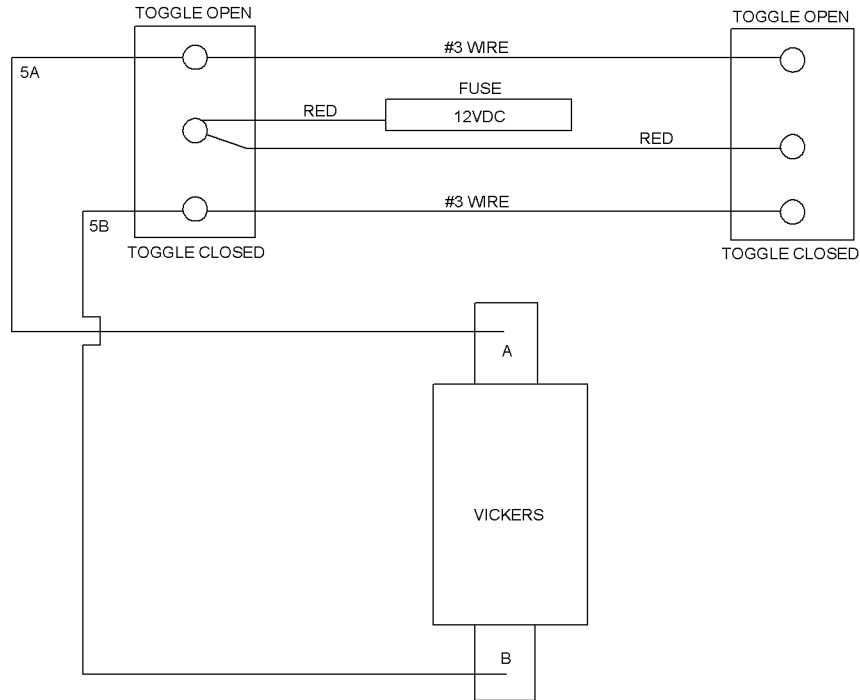 TOGGLE OPEN
TOGGLE OPEN
#3 WIRE
5A
FUSE
RED
12VDC
RED
#3 WIRE
5B
TOGGLE CLOSED
TOGGLE CLOSED
A
VICKERS
B